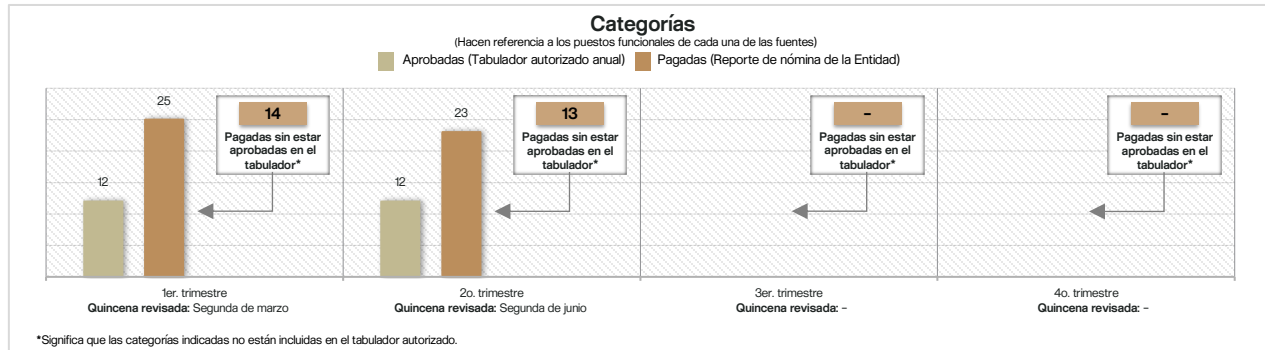 Categorías
(Hacen referencia a los puestos funcionales de cada una de las fuentes)
Aprobadas (Tabulador autorizado anual) Pagadas (Reporte de nómina de la Entidad)
12
25
14
Pagadas sin estar
aprobadas en el
tabulador*
12
23
13
Pagadas sin estar
aprobadas en el
tabulador*
–
Pagadas sin estar
aprobadas en el
tabulador*
–
Pagadas sin estar
aprobadas en el
tabulador*
1er. trimestre
Quincena revisada: Segunda de marzo
2o. trimestre
Quincena revisada: Segunda de junio
3er. trimestre
Quincena revisada: –
4o. trimestre
Quincena revisada: –
*Significa que las categorías indicadas no están incluidas en el tabulador autorizado.